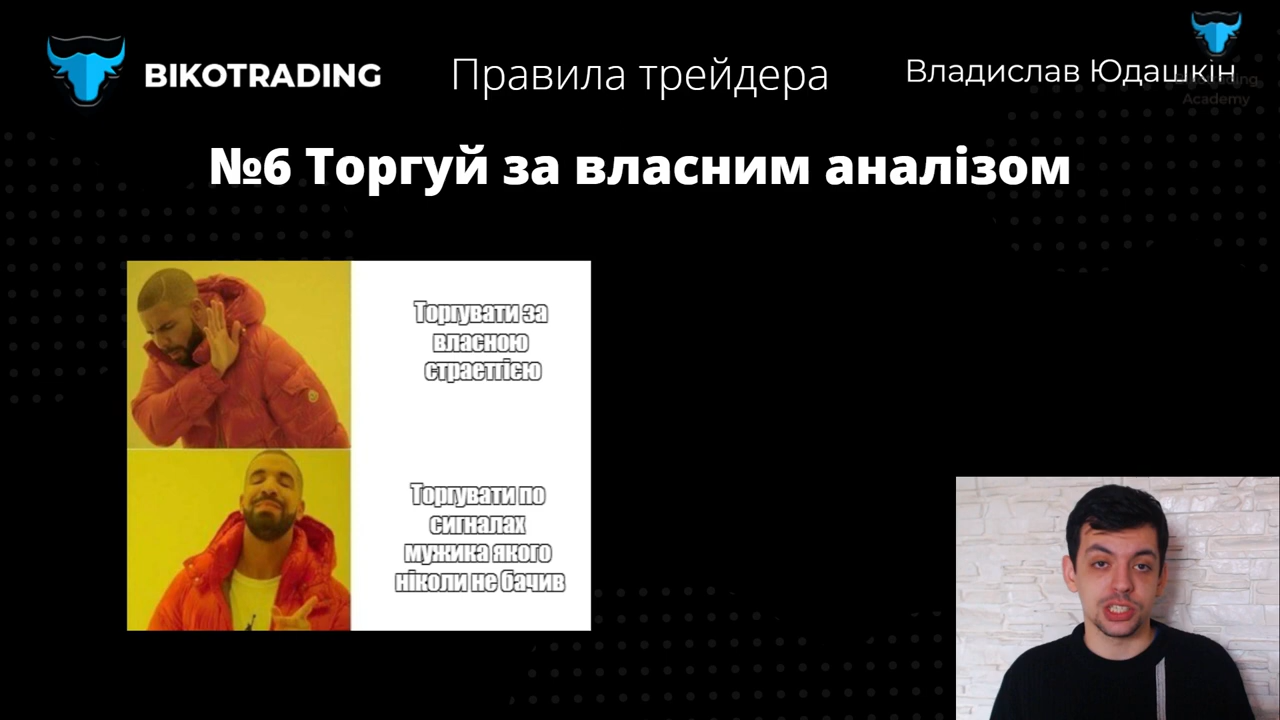 BIKOTRADING
Правила трейдера
Владислав Юдашкін
Academy
№6 Торгуй за власним аналізом
Торгувати за
власною
страетгією
Торгувати по
сигналах
мужика якого
ніколи не бачив